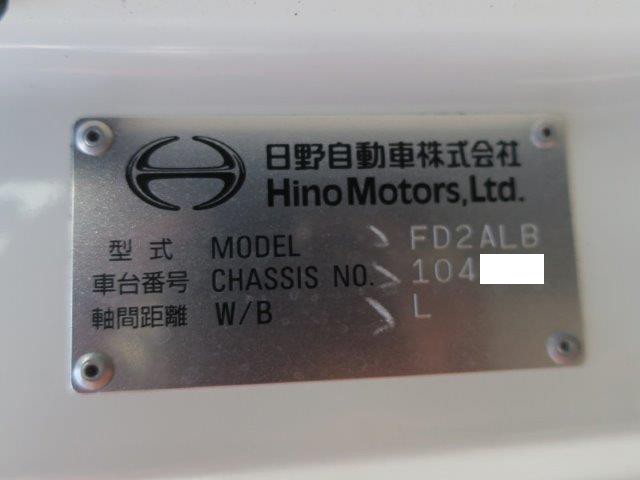 日野自動車株式会社
Hino Motors, Ltd.
型式 MODEL FD2ALB
車台番号 CHASSIS NO. 104
軸間距離 W/B L